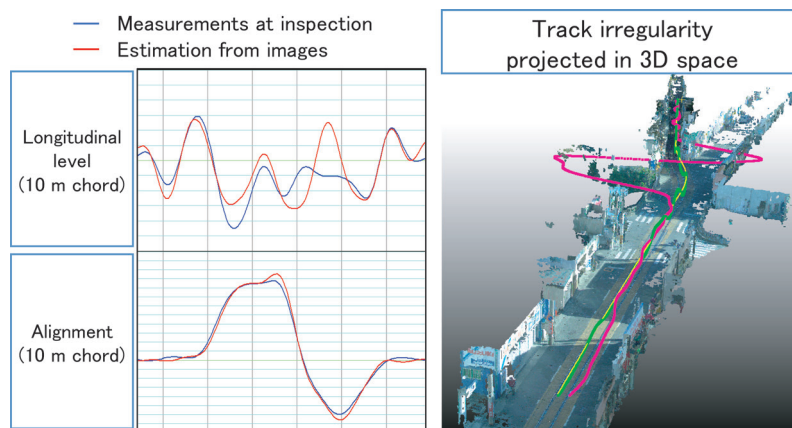 Measurements at inspection
Estimation from images
Longitudinal
level
(10 m chord)
Alignment
(10 m chord)
Track irregularity
projected in 3D space